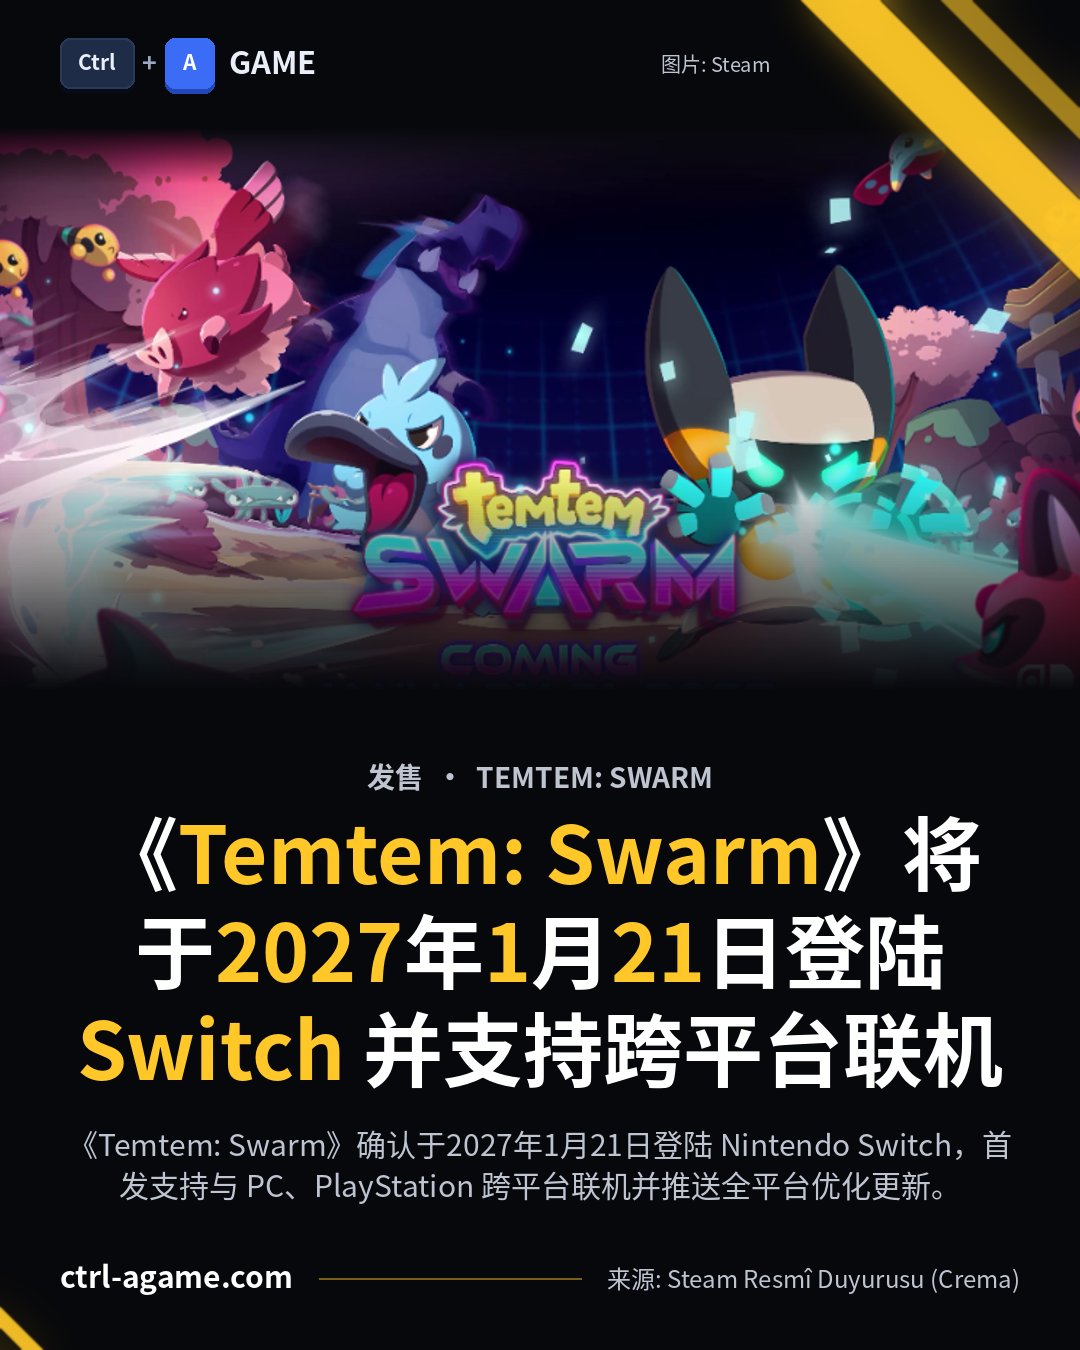 Ctrl + A GAME
图片: Steam
temtem
SWARM
COMING
发售 • TEMTEM: SWARM
《Temtem: Swarm》将
于2027年1月21日登陆
Switch 并支持跨平台联机
《Temtem: Swarm》确认于2027年1月21日登陆 Nintendo Switch，首
发支持与 PC、PlayStation 跨平台联机并推送全平台优化更新。
ctrl-agame.com
来源: Steam Resmî Duyurusu (Crema)